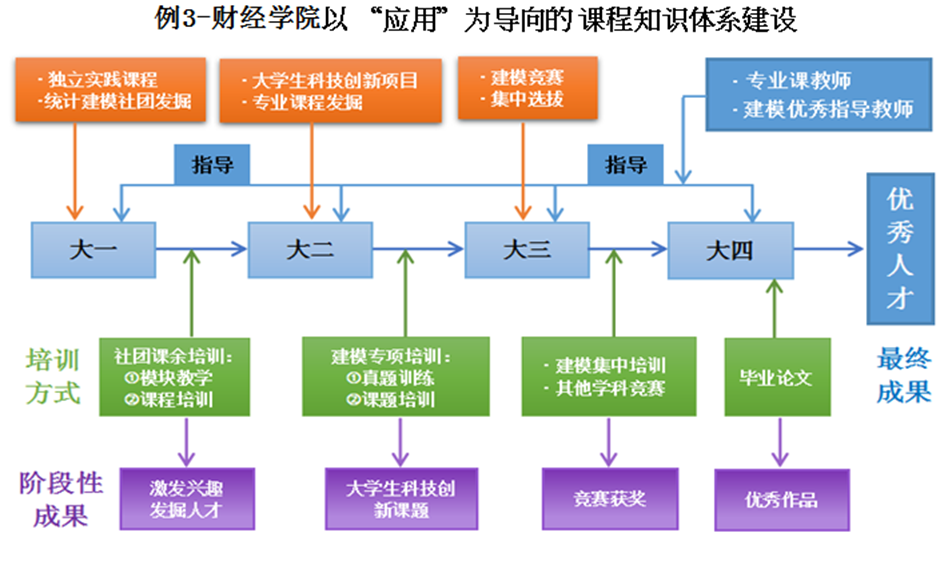 例3-财经学院以 “应用”为导向的 课程知识体系建设
· 独立实践课程
· 统计建模社团发掘
· 大学生科技创新项目
· 专业课程发掘
· 建模竞赛
· 集中选拔
· 专业课教师
· 建模优秀指导教师
指导
指导
大一
大二
大三
大四
优秀人才
培训
方式
社团课余培训：
①模块教学
②课程培训
建模专项培训：
①真题训练
②课题培训
· 建模集中培训
· 其他学科竞赛
毕业论文
最终
成果
阶段性
成果
激发兴趣
发掘人才
大学生科技创
新课题
竞赛获奖
优秀作品